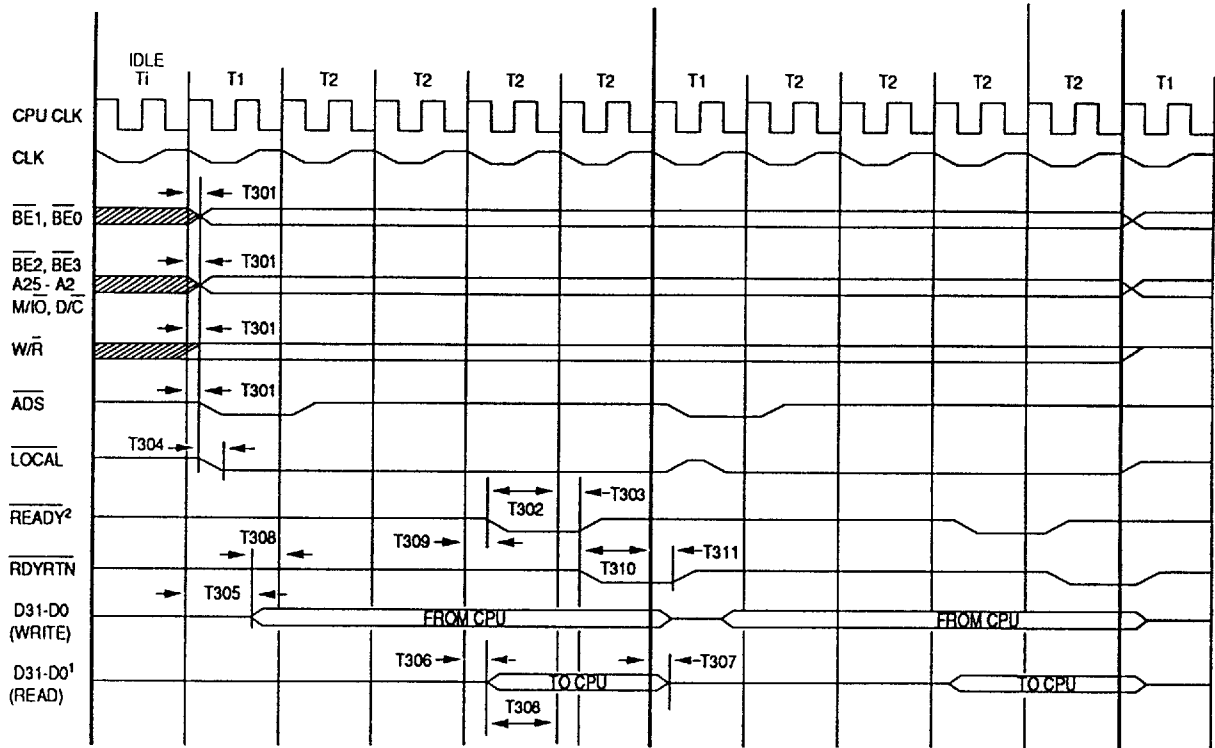 IDLE
Ti T1 T2 T2 T2 T2 T1 T2 T2 T2 T2 T1
CPU CLK
CLK
T301
BE1, BE0
BE2, BE3
T301
A25 - A2
M/IO, D/C
T301
W/R
T301
ADS
T304
LOCAL
T302
T303
READY²
T308
T309
T310
T311
RDYRTN
T305
D31-D0
(WRITE)
FROM CPU
FROM CPU
T306
T307
D31-D0¹
(READ)
TO CPU
TO CPU
T308